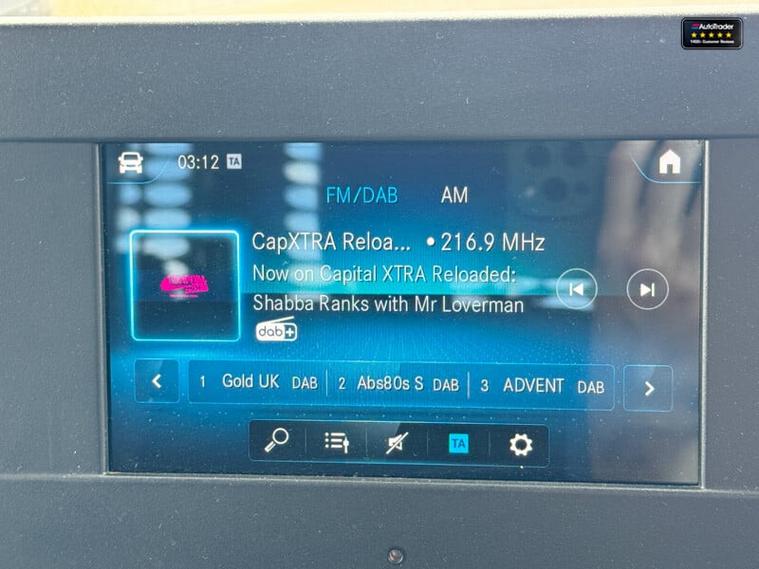 AutoTrader
03:12 TA
FM/DAB AM
CapXTRA Reloa... • 216.9 MHz
Now on Capital XTRA Reloaded:
Shabba Ranks with Mr Loverman
dab+
1 Gold UK DAB 2 Abs80s S DAB 3 ADVENT DAB
TA